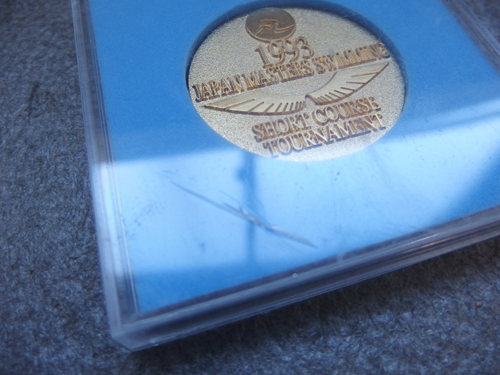 1993
JAPAN MASTERS SWIMMING
SHORT COURSE
TOURNAMENT